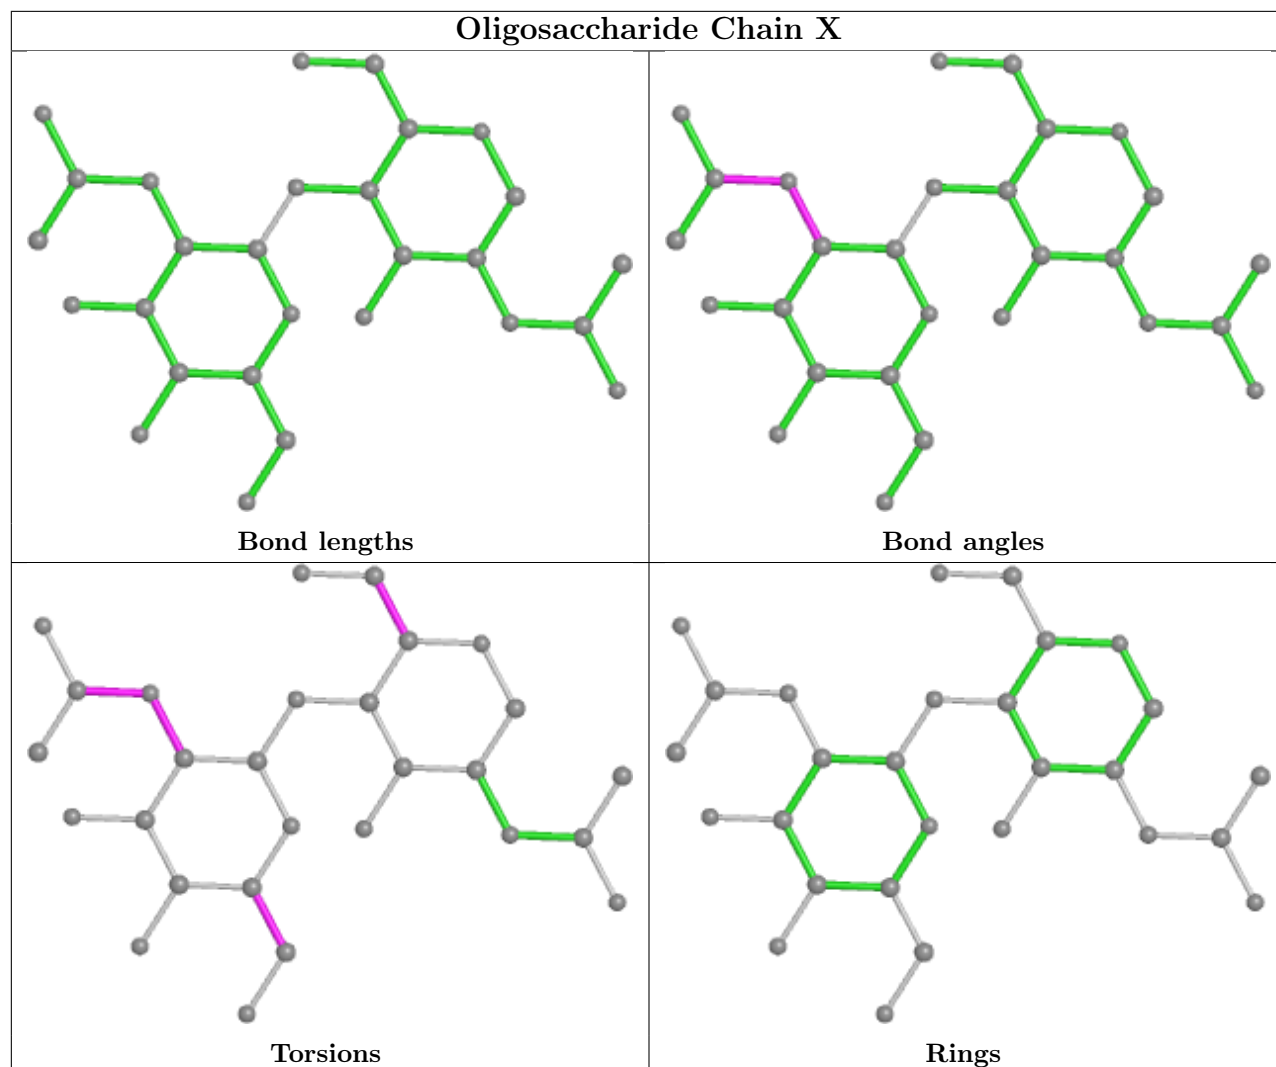 Oligosaccharide Chain X
Bond lengths
Bond angles
Torsions
Rings